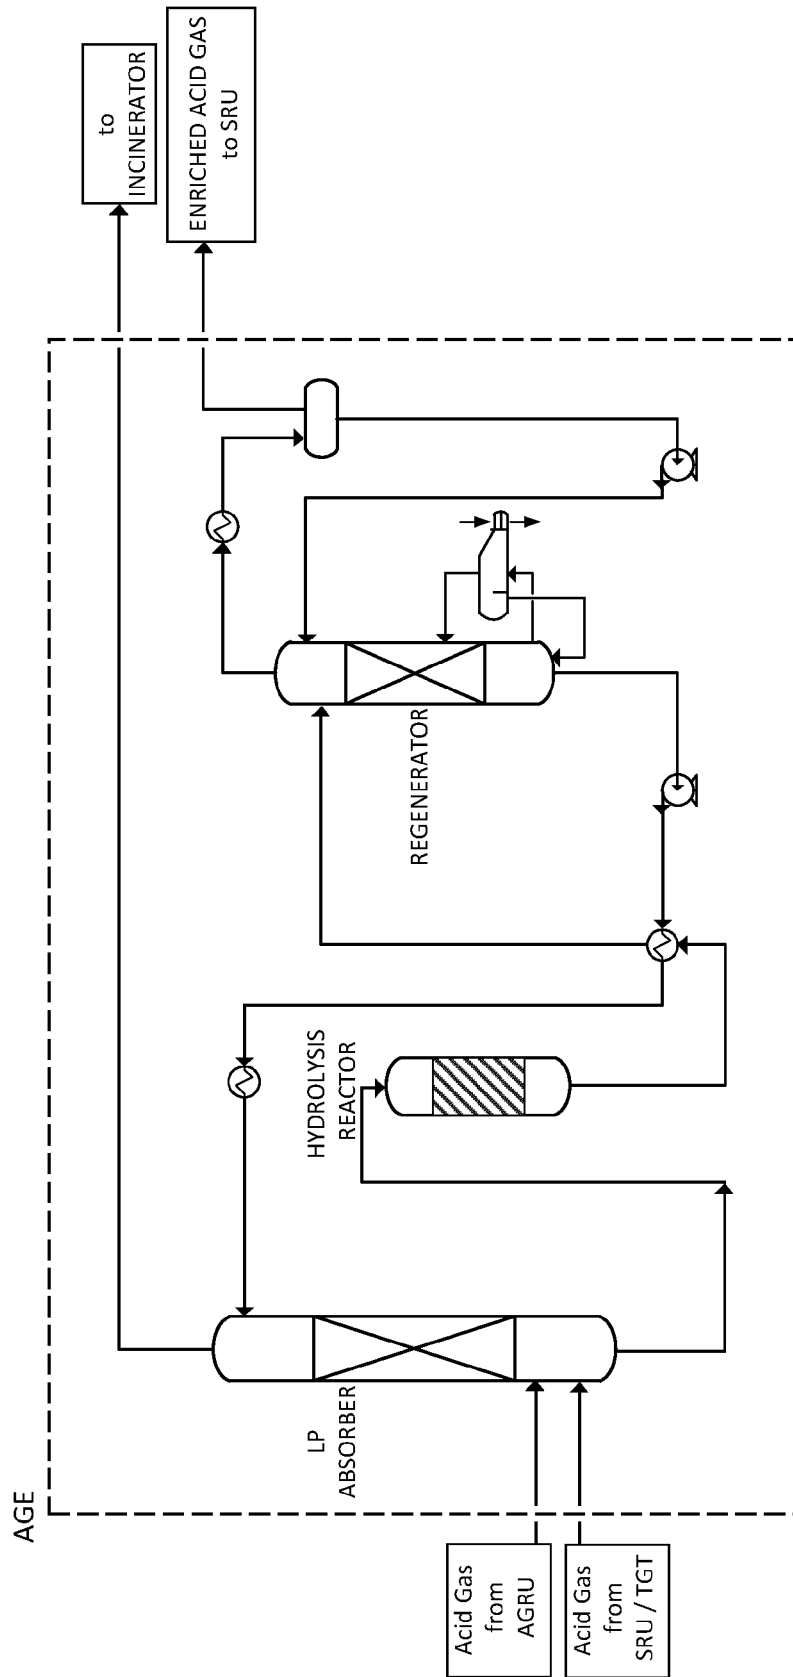 AGE
Acid Gas
from
AGRU
Acid Gas
from
SRU / TGT
LP
ABSORBER
HYDROLYSIS
REACTOR
REGENERATOR
to
INCINERATOR
ENRICHED ACID GAS
to SRU